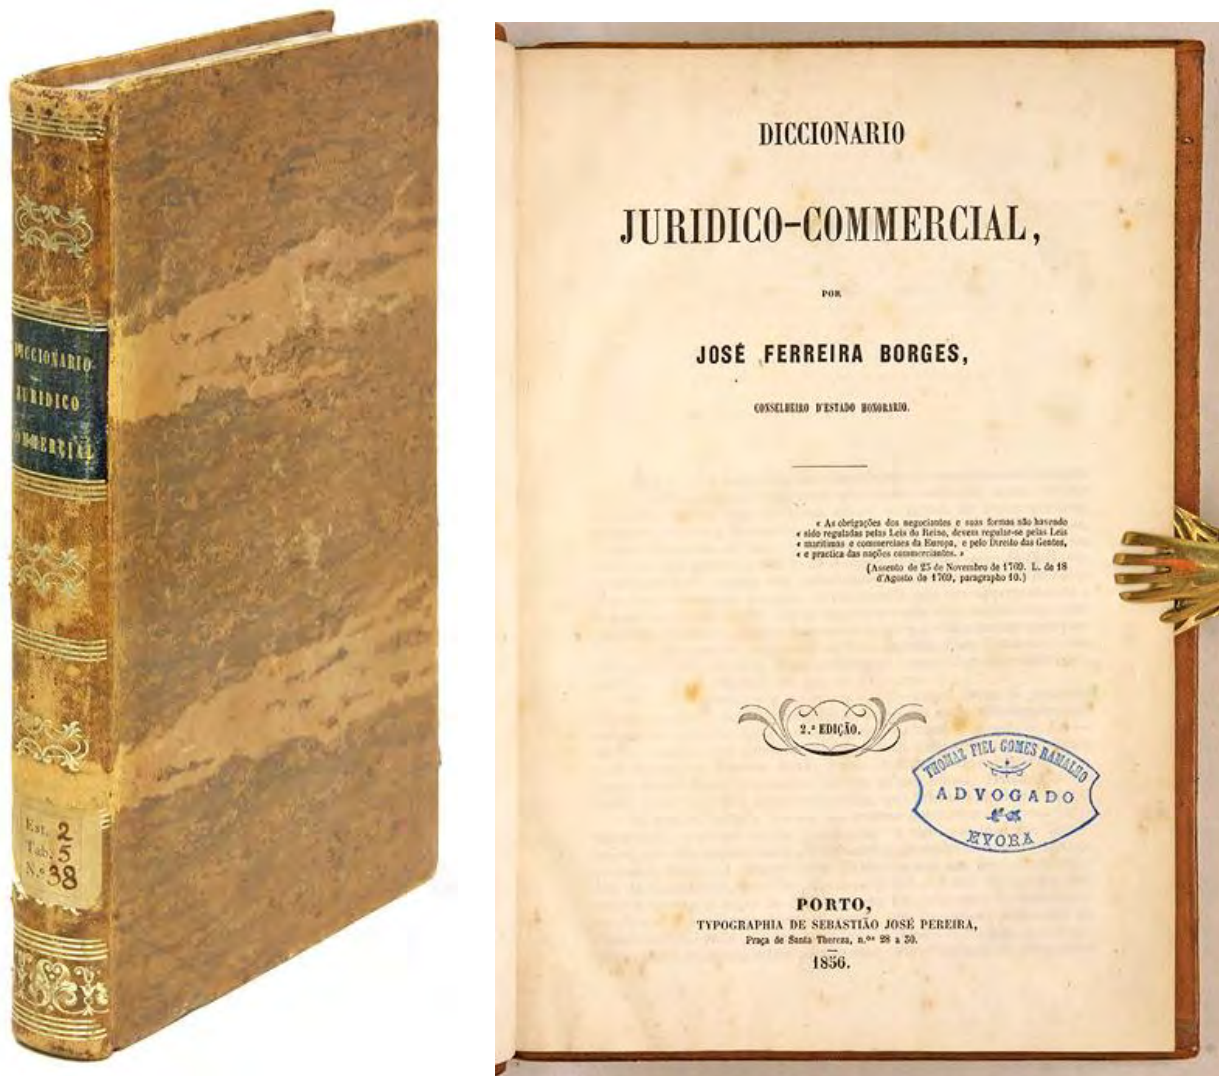 DICCIONARIO
JURIDICO
COMMERCIAL
Est. 2
Tab. 5
N.º 38
DICCIONARIO
JURIDICO-COMMERCIAL,
POR
JOSÉ FERREIRA BORGES,
CONSELHEIRO D'ESTADO HONORARIO.
« As obrigações dos negociantes e suas formas não havendo
« sido reguladas pelas Leis do Reino, devem regular-se pelas Leis
« maritimas e commerciaes da Europa, e pelo Direito das Gentes,
« e practica das nações commerciantes. »
(Assento de 23 de Novembro de 1769. L. de 18
d'Agosto de 1769, paragrapho 10.)
2.ª EDIÇÃO.
THOMAZ FIEL GOMES RAMALHO
ADVOGADO
EVORA
PORTO,
TYPOGRAPHIA DE SEBASTIÃO JOSÉ PEREIRA,
Praça de Santa Thereza, n.os 28 a 30.
1856.